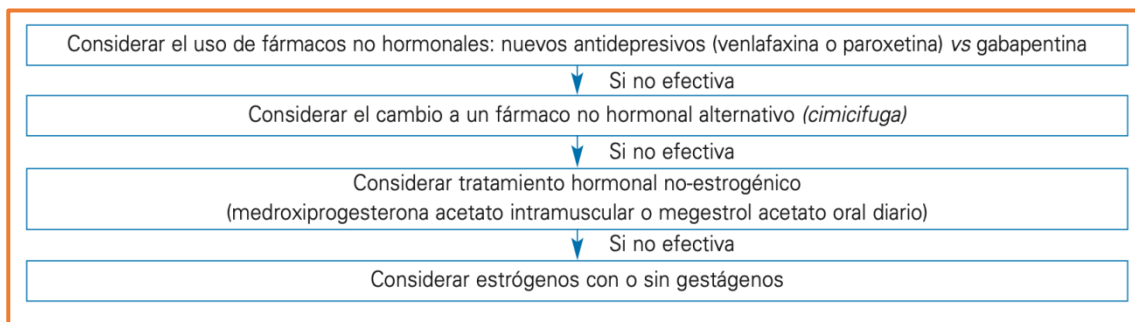 Considerar el uso de fármacos no hormonales: nuevos antidepresivos (venlafaxina o paroxetina) vs gabapentina
Si no efectiva
Considerar el cambio a un fármaco no hormonal alternativo (cimicifuga)
Si no efectiva
Considerar tratamiento hormonal no-estrogénico
(medroxiprogesterona acetato intramuscular o megestrol acetato oral diario)
Si no efectiva
Considerar estrógenos con o sin gestágenos